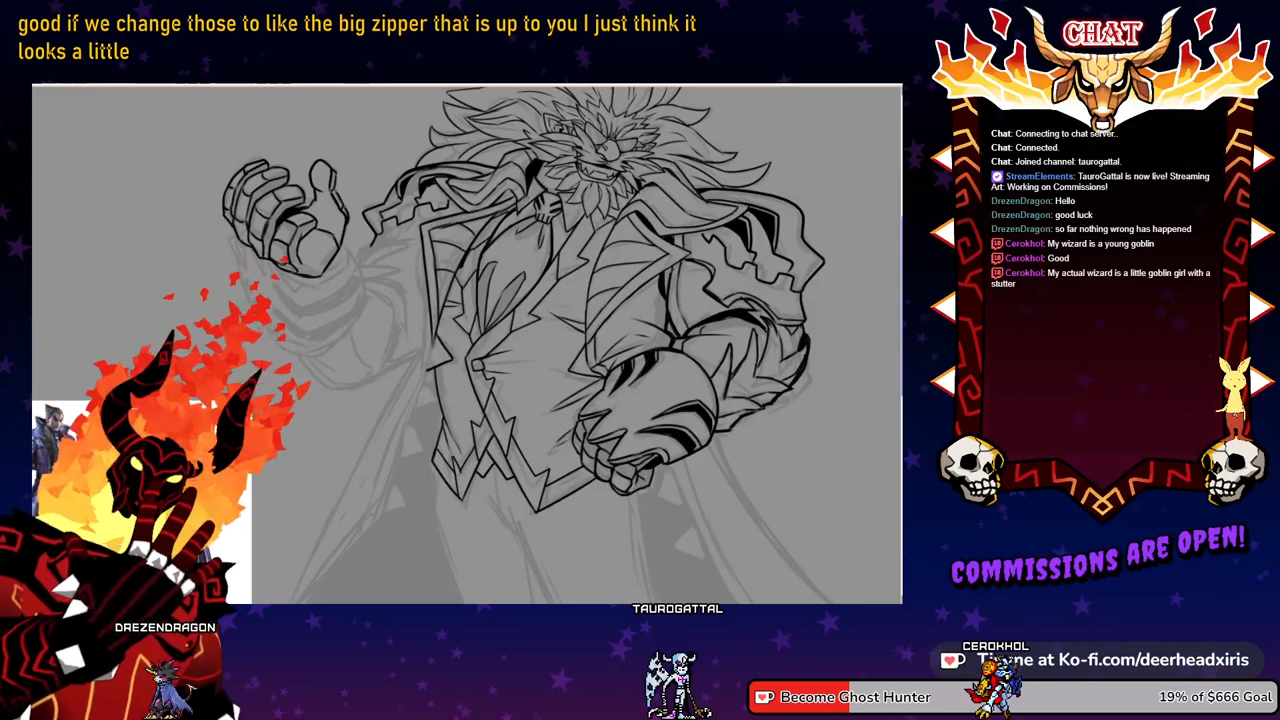 good if we change those to like the big zipper that is up to you I just think it
looks a little
CHAT
Chat: Connecting to chat server..
Chat: Connected.
Chat: Joined channel: taurogattal.
StreamElements: TauroGattal is now live! Streaming
Art: Working on Commissions!
DrezenDragon: Hello
DrezenDragon: good luck
DrezenDragon: so far nothing wrong has happened
Cerokhol: My wizard is a young goblin
Cerokhol: Good
Cerokhol: My actual wizard is a little goblin girl with a
stutter
COMMISSIONS ARE OPEN!
TAUROGATTAL
DREZENDRAGON
CEROKHOL
at Ko-fi.com/deerheadxiris
Become Ghost Hunter
19% of $666 Goal